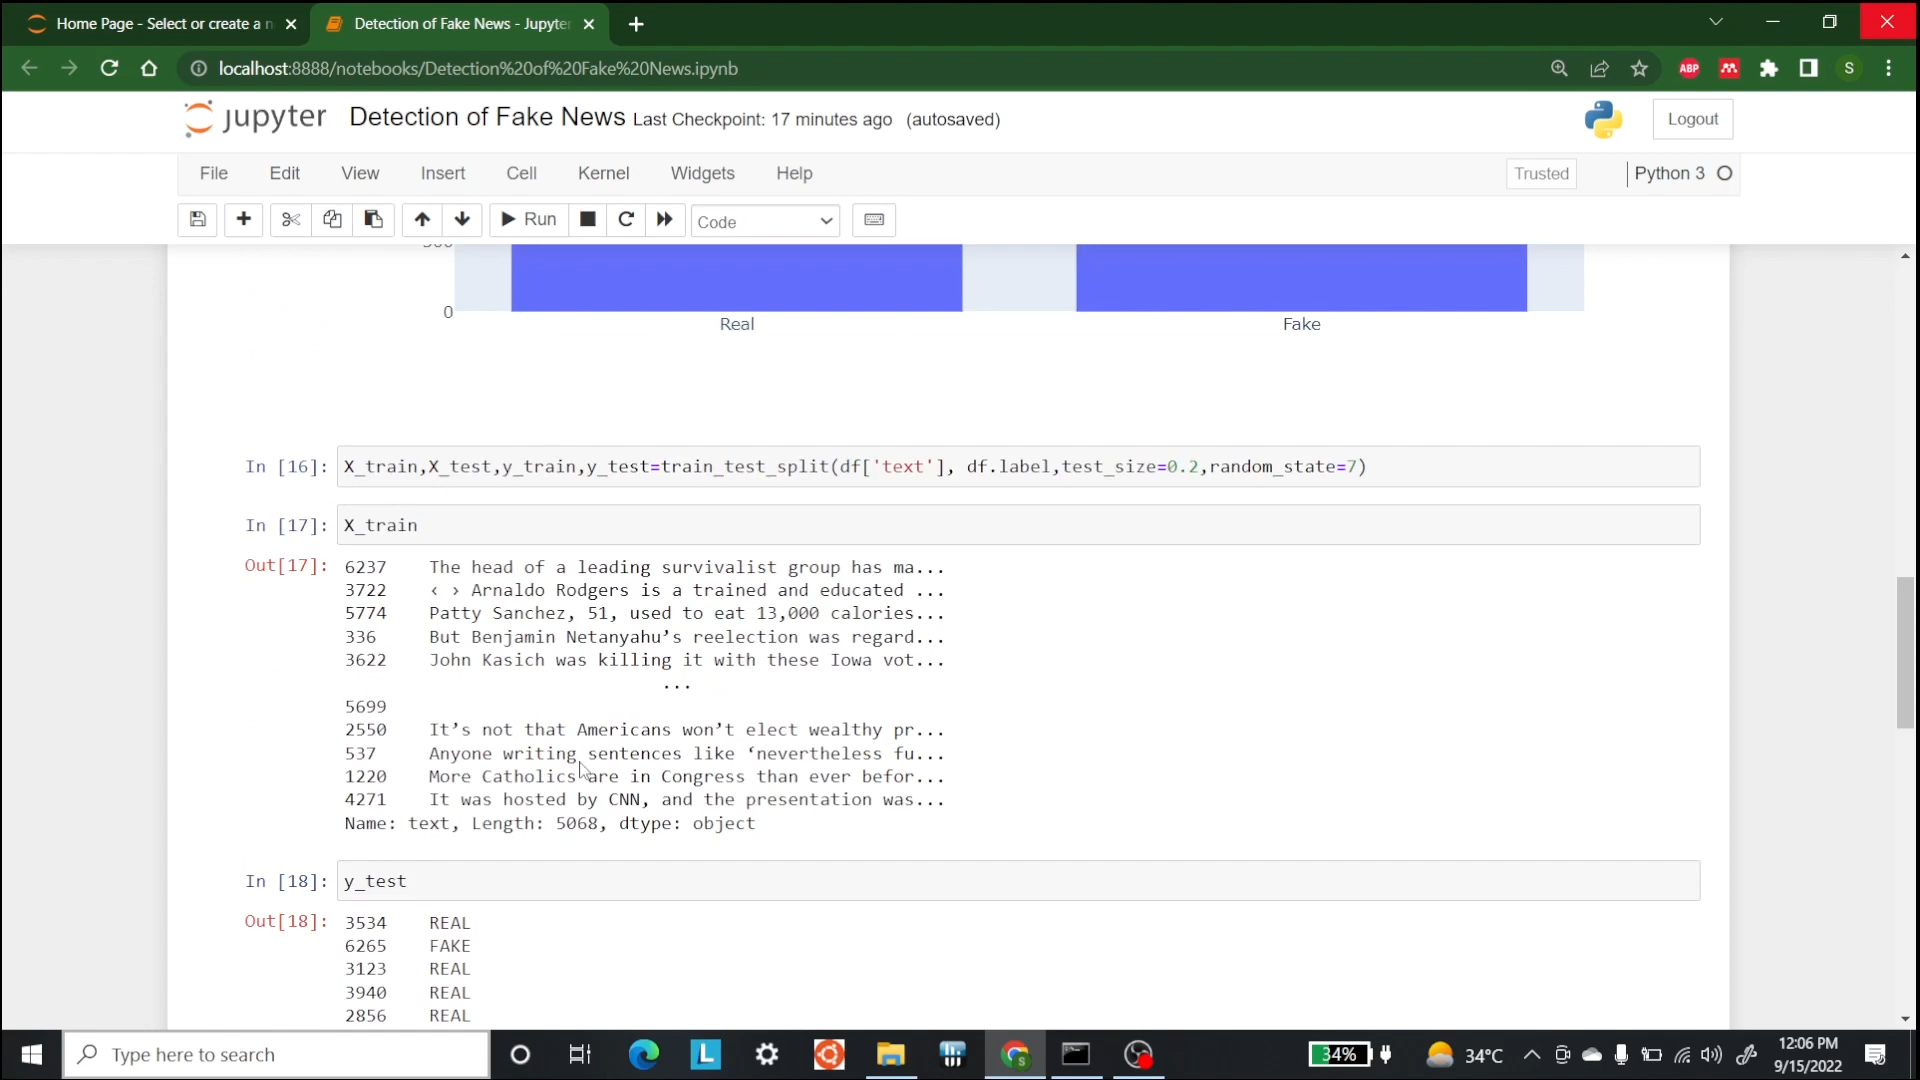 Home Page - Select or create a n
Detection of Fake News - Jupyter
localhost:8888/notebooks/Detection%20of%20Fake%20News.ipynb
ABP
S
jupyter Detection of Fake News Last Checkpoint: 17 minutes ago (autosaved)
Logout
File Edit View Insert Cell Kernel Widgets Help
Trusted
Python 3
Run
Code
0
Real
Fake
In [16]: X_train,X_test,y_train,y_test=train_test_split(df['text'], df.label,test_size=0.2,random_state=7)
In [17]: X_train
Out[17]: 6237 The head of a leading survivalist group has ma...
3722 ‹ › Arnaldo Rodgers is a trained and educated ...
5774 Patty Sanchez, 51, used to eat 13,000 calories...
336 But Benjamin Netanyahu’s reelection was regard...
3622 John Kasich was killing it with these Iowa vot...
...
5699
2550 It’s not that Americans won’t elect wealthy pr...
537 Anyone writing sentences like ‘nevertheless fu...
1220 More Catholics are in Congress than ever befor...
4271 It was hosted by CNN, and the presentation was...
Name: text, Length: 5068, dtype: object
In [18]: y_test
Out[18]: 3534 REAL
6265 FAKE
3123 REAL
3940 REAL
2856 REAL
Type here to search
L
34%
34°C
12:06 PM
9/15/2022